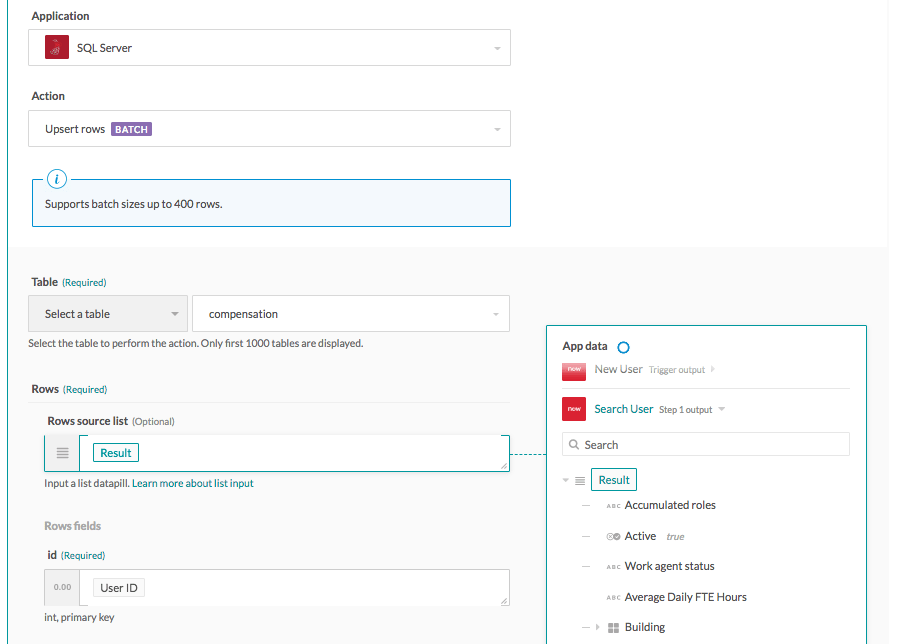 Application
SQL Server
Action
Upsert rows BATCH
i
Supports batch sizes up to 400 rows.
Table (Required)
Select a table
compensation
Select the table to perform the action. Only first 1000 tables are displayed.
Rows (Required)
Rows source list (Optional)
Result
Input a list datapill. Learn more about list input
Rows fields
id (Required)
0.00 User ID
int, primary key
App data
now New User Trigger output
now Search User Step 1 output
Search
Result
ABC Accumulated roles
Active true
ABC Work agent status
ABC Average Daily FTE Hours
Building